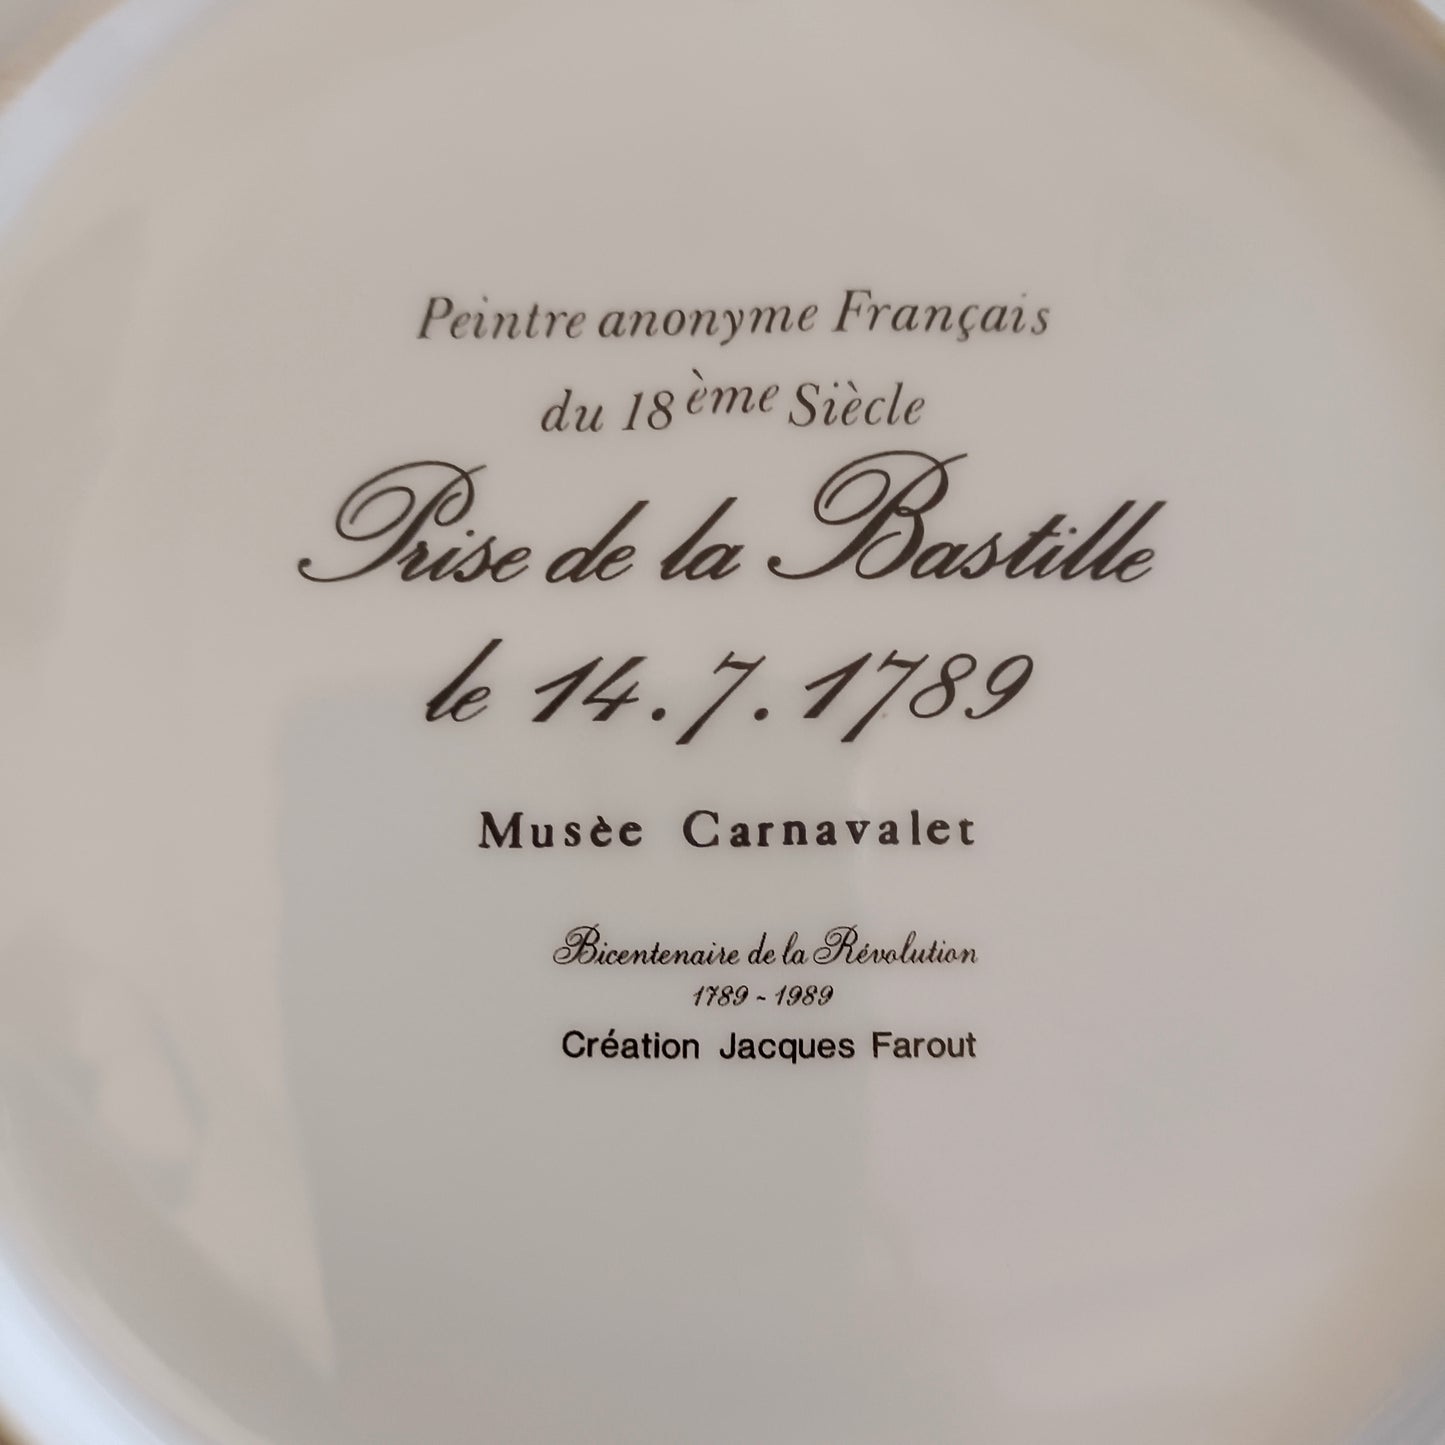 Peintre anonyme Français
du 18ème Siècle
Prise de la Bastille
le 14.7.1789
Musèe Carnavalet
Bicentenaire de la Révolution
1789 - 1989
Création Jacques Farout